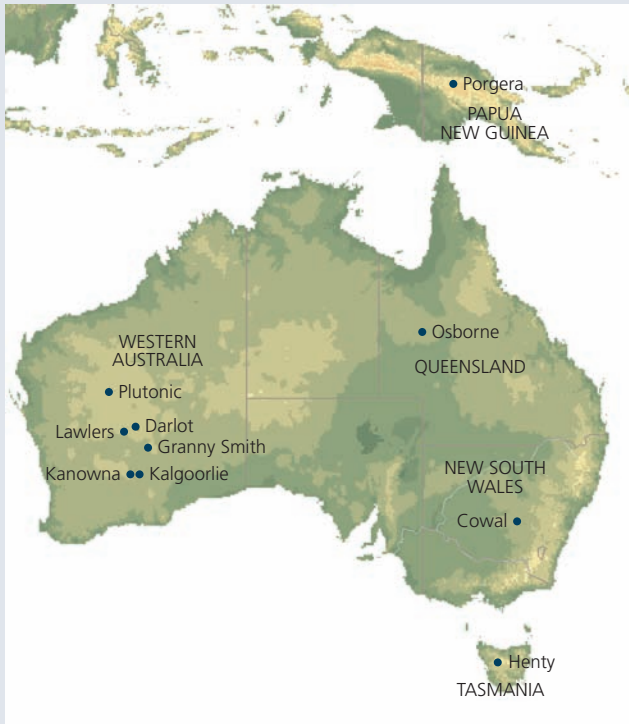 Porgera
PAPUA
NEW GUINEA
Osborne
WESTERN
AUSTRALIA
QUEENSLAND
Plutonic
Darlot
Lawlers
Granny Smith
NEW SOUTH
WALES
Kanowna
Kalgoorlie
Cowal
Henty
TASMANIA